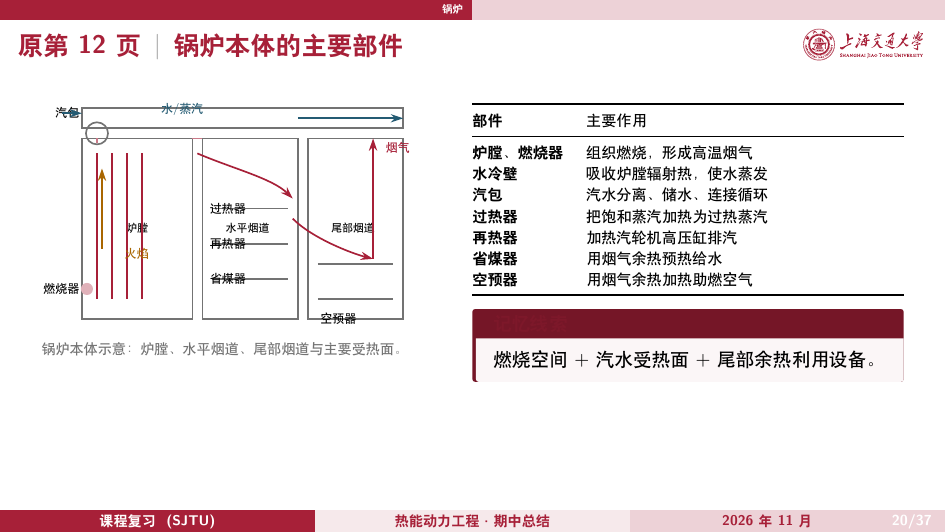 锅炉
原第 12 页 | 锅炉本体的主要部件
上海交通大学
SHANGHAI JIAO TONG UNIVERSITY
汽包
水/蒸汽
烟气
过热器
炉膛
水平烟道
尾部烟道
再热器
火焰
省煤器
燃烧器
空预器
锅炉本体示意：炉膛、水平烟道、尾部烟道与主要受热面。
部件 主要作用
炉膛、燃烧器 组织燃烧，形成高温烟气
水冷壁 吸收炉膛辐射热，使水蒸发
汽包 汽水分离、储水、连接循环
过热器 把饱和蒸汽加热为过热蒸汽
再热器 加热汽轮机高压缸排汽
省煤器 用烟气余热预热给水
空预器 用烟气余热加热助燃空气
记忆线索
燃烧空间 + 汽水受热面 + 尾部余热利用设备。
课程复习 (SJTU)
热能动力工程 · 期中总结
2026 年 11 月
20/37